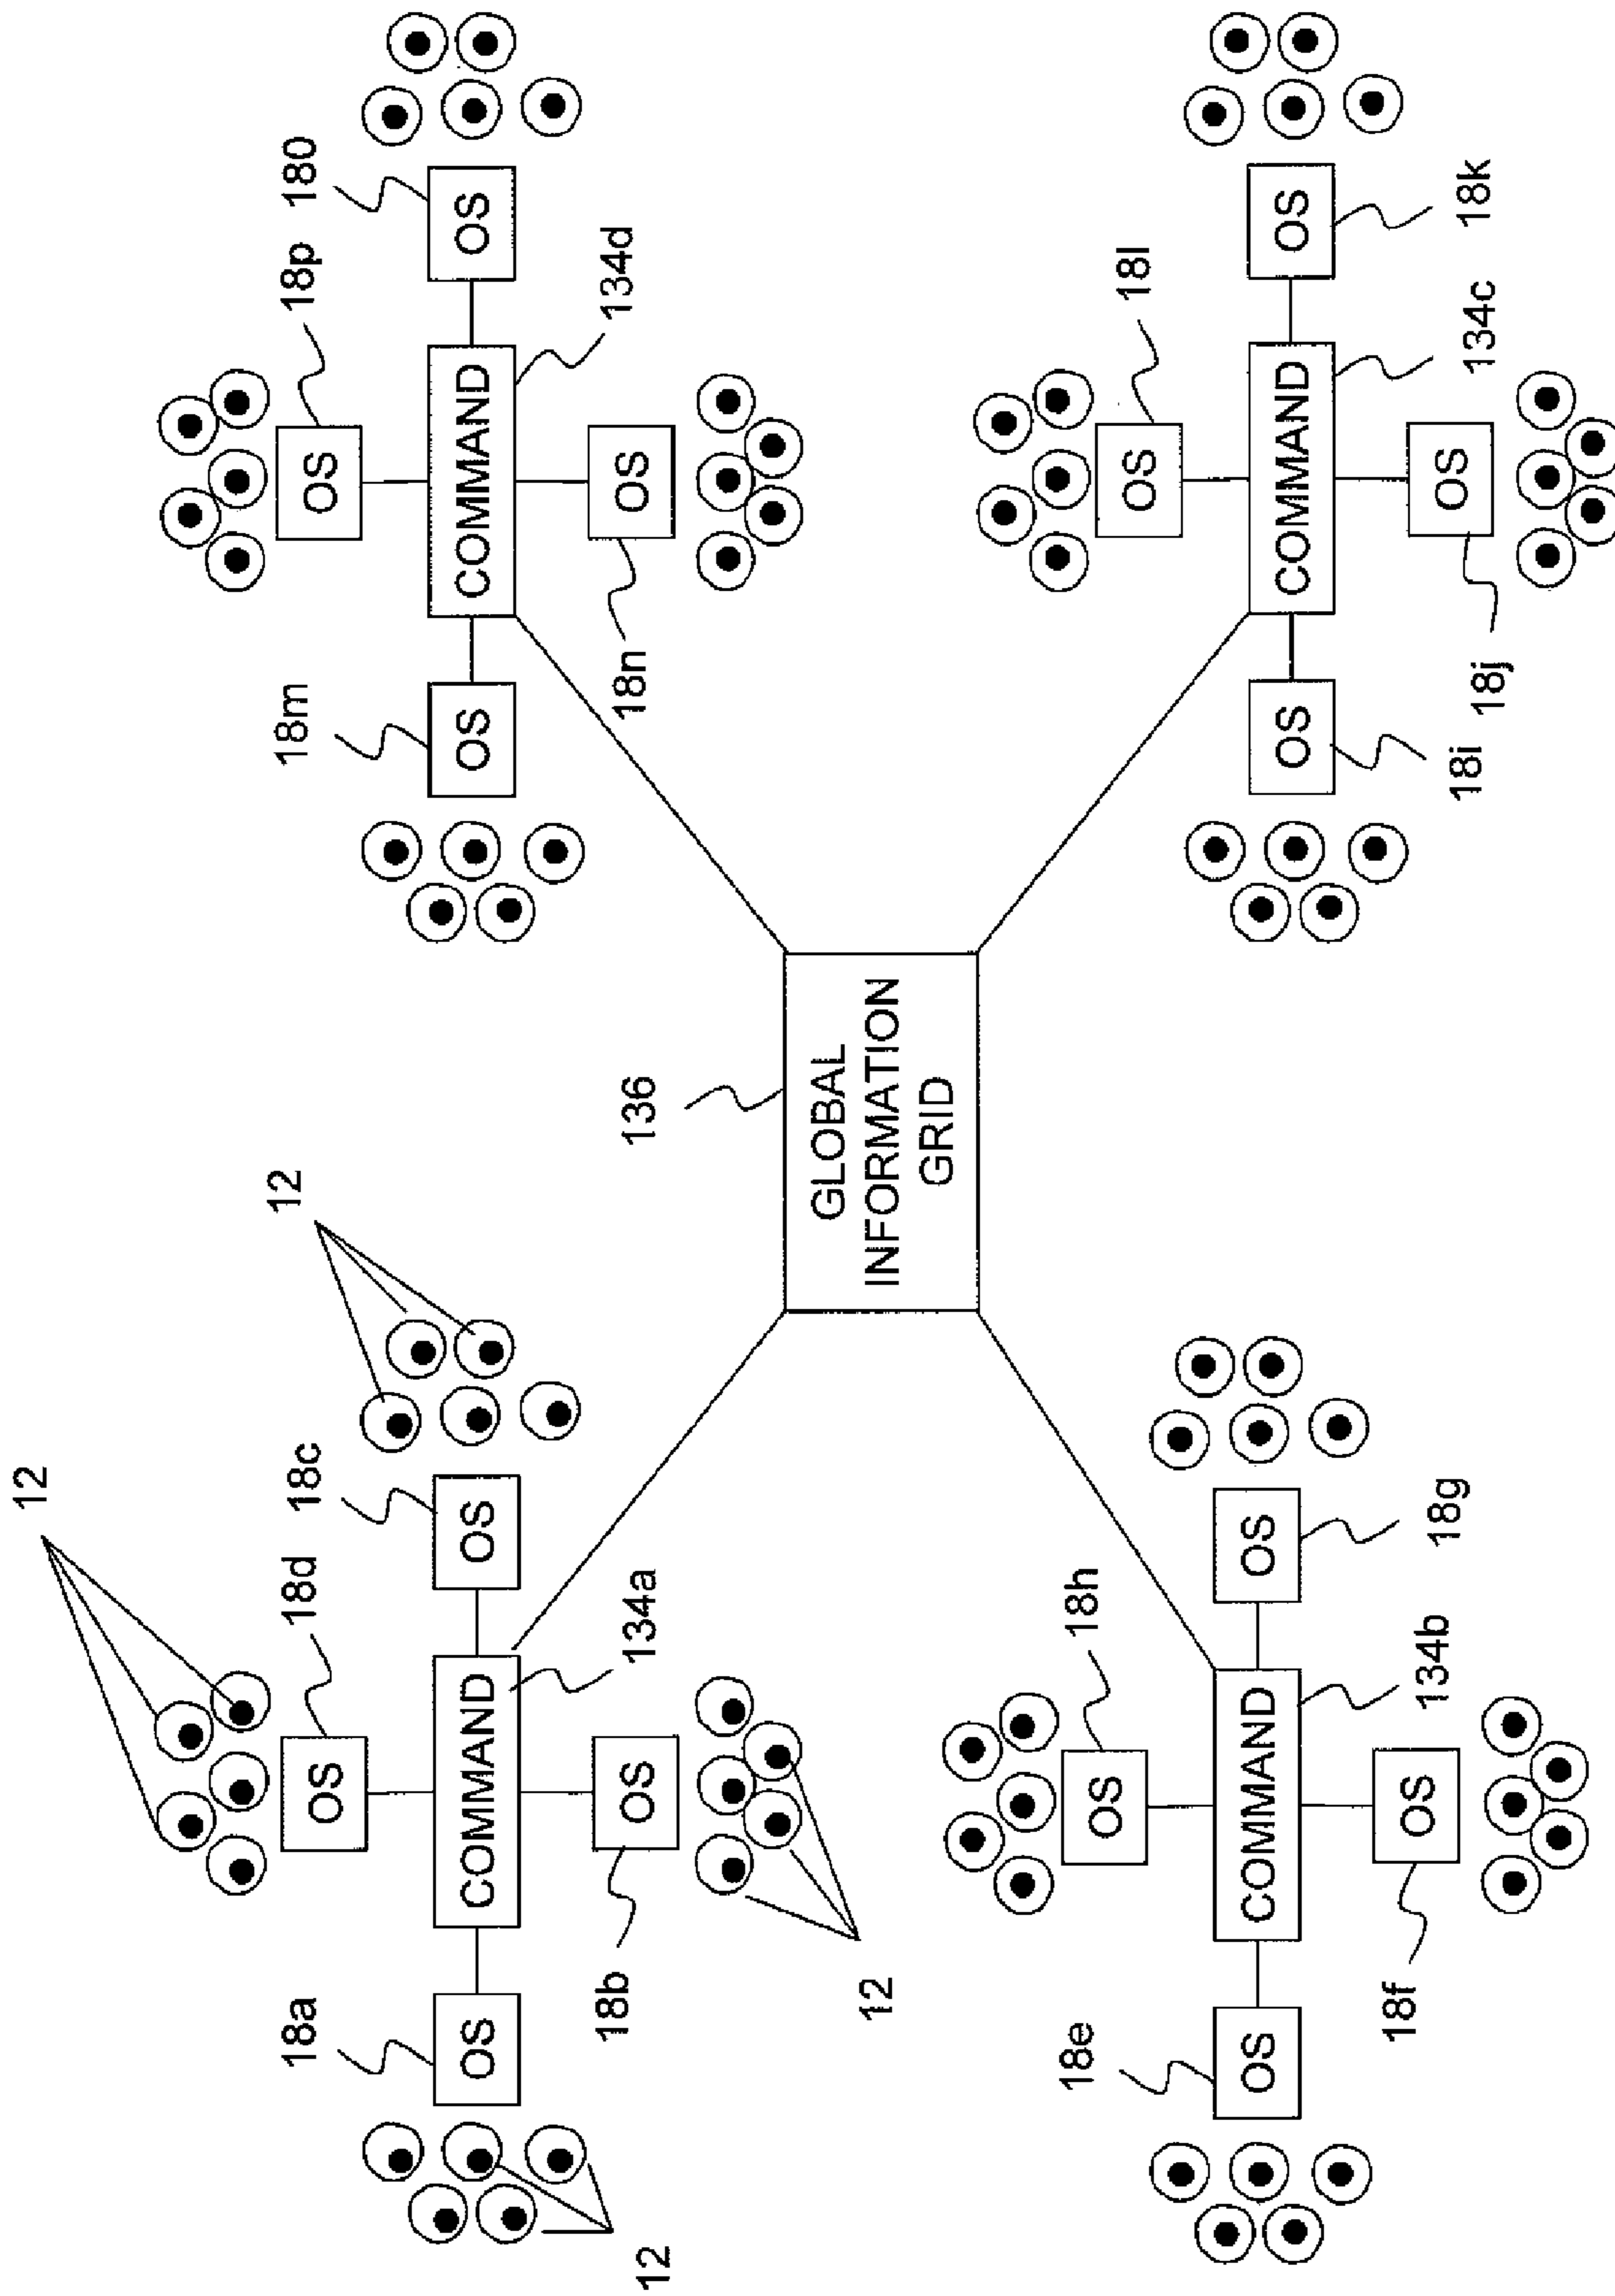 12
12
18d
18c
OS
18a
OS
COMMAND
OS
134a
OS
18b
12
12
18p
180
OS
18m
OS
COMMAND
OS
134d
OS
18n
136
GLOBAL
INFORMATION
GRID
18h
OS
18e
OS
COMMAND
OS
OS
18f
134b
18g
18l
OS
OS
COMMAND
OS
OS
18i
18j
134c
18k